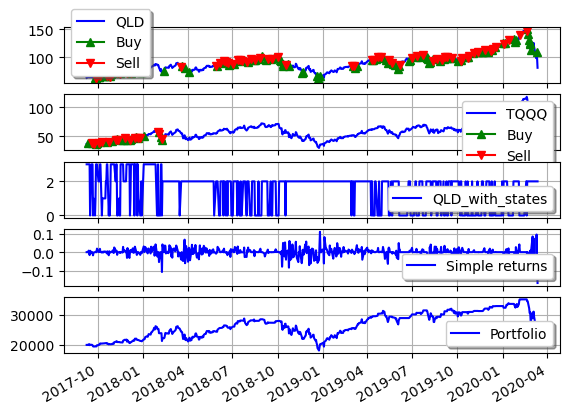 QLD
Buy
Sell
150
100
TQQQ
Buy
Sell
100
50
QLD_with_states
2
0
Simple returns
0.1
0.0
−0.1
Portfolio
30000
20000
2017-10
2018-01
2018-04
2018-07
2018-10
2019-01
2019-04
2019-07
2019-10
2020-01
2020-04